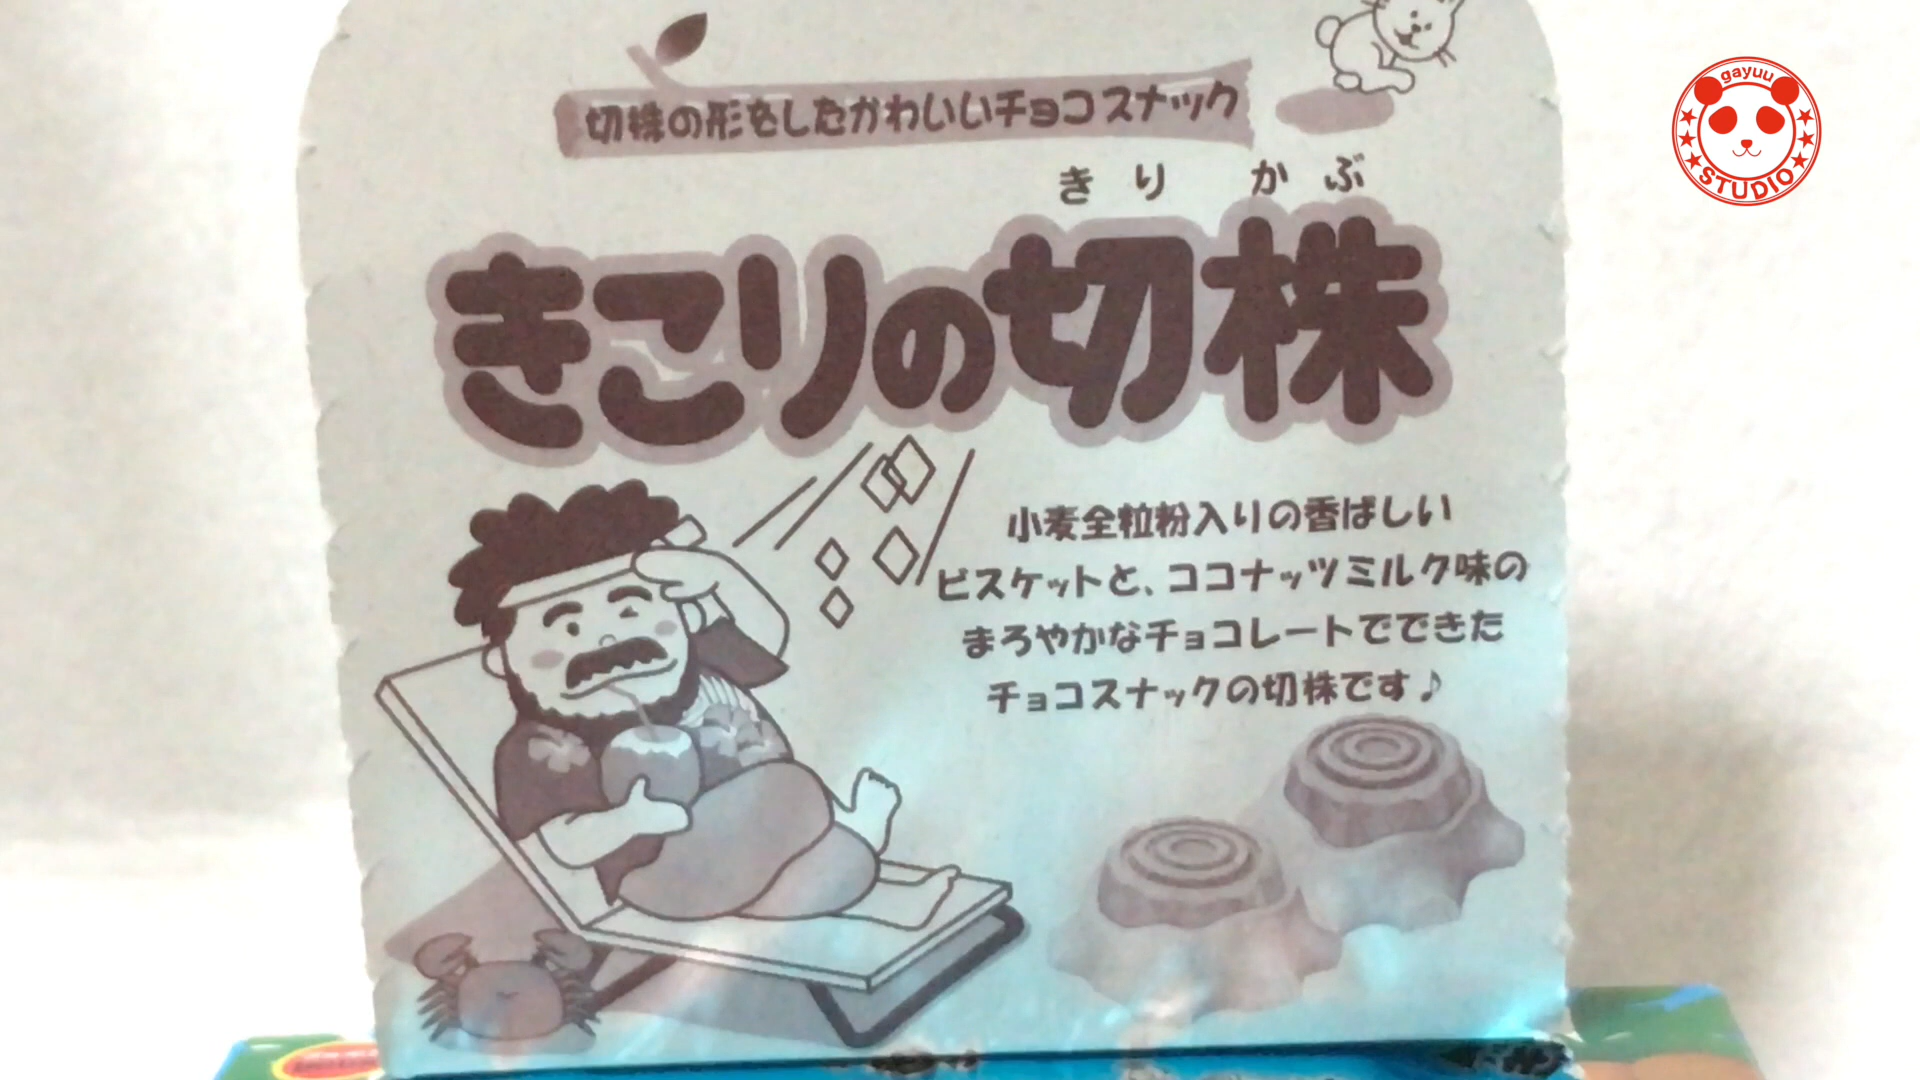 gayuu
STUDIO
切株の形をしたかわいいチョコスナック
きり かぶ
きこりの切株
小麦全粒粉入りの香ばしい
ビスケットと、ココナッツミルク味の
まろやかなチョコレートでできた
チョコスナックの切株です♪